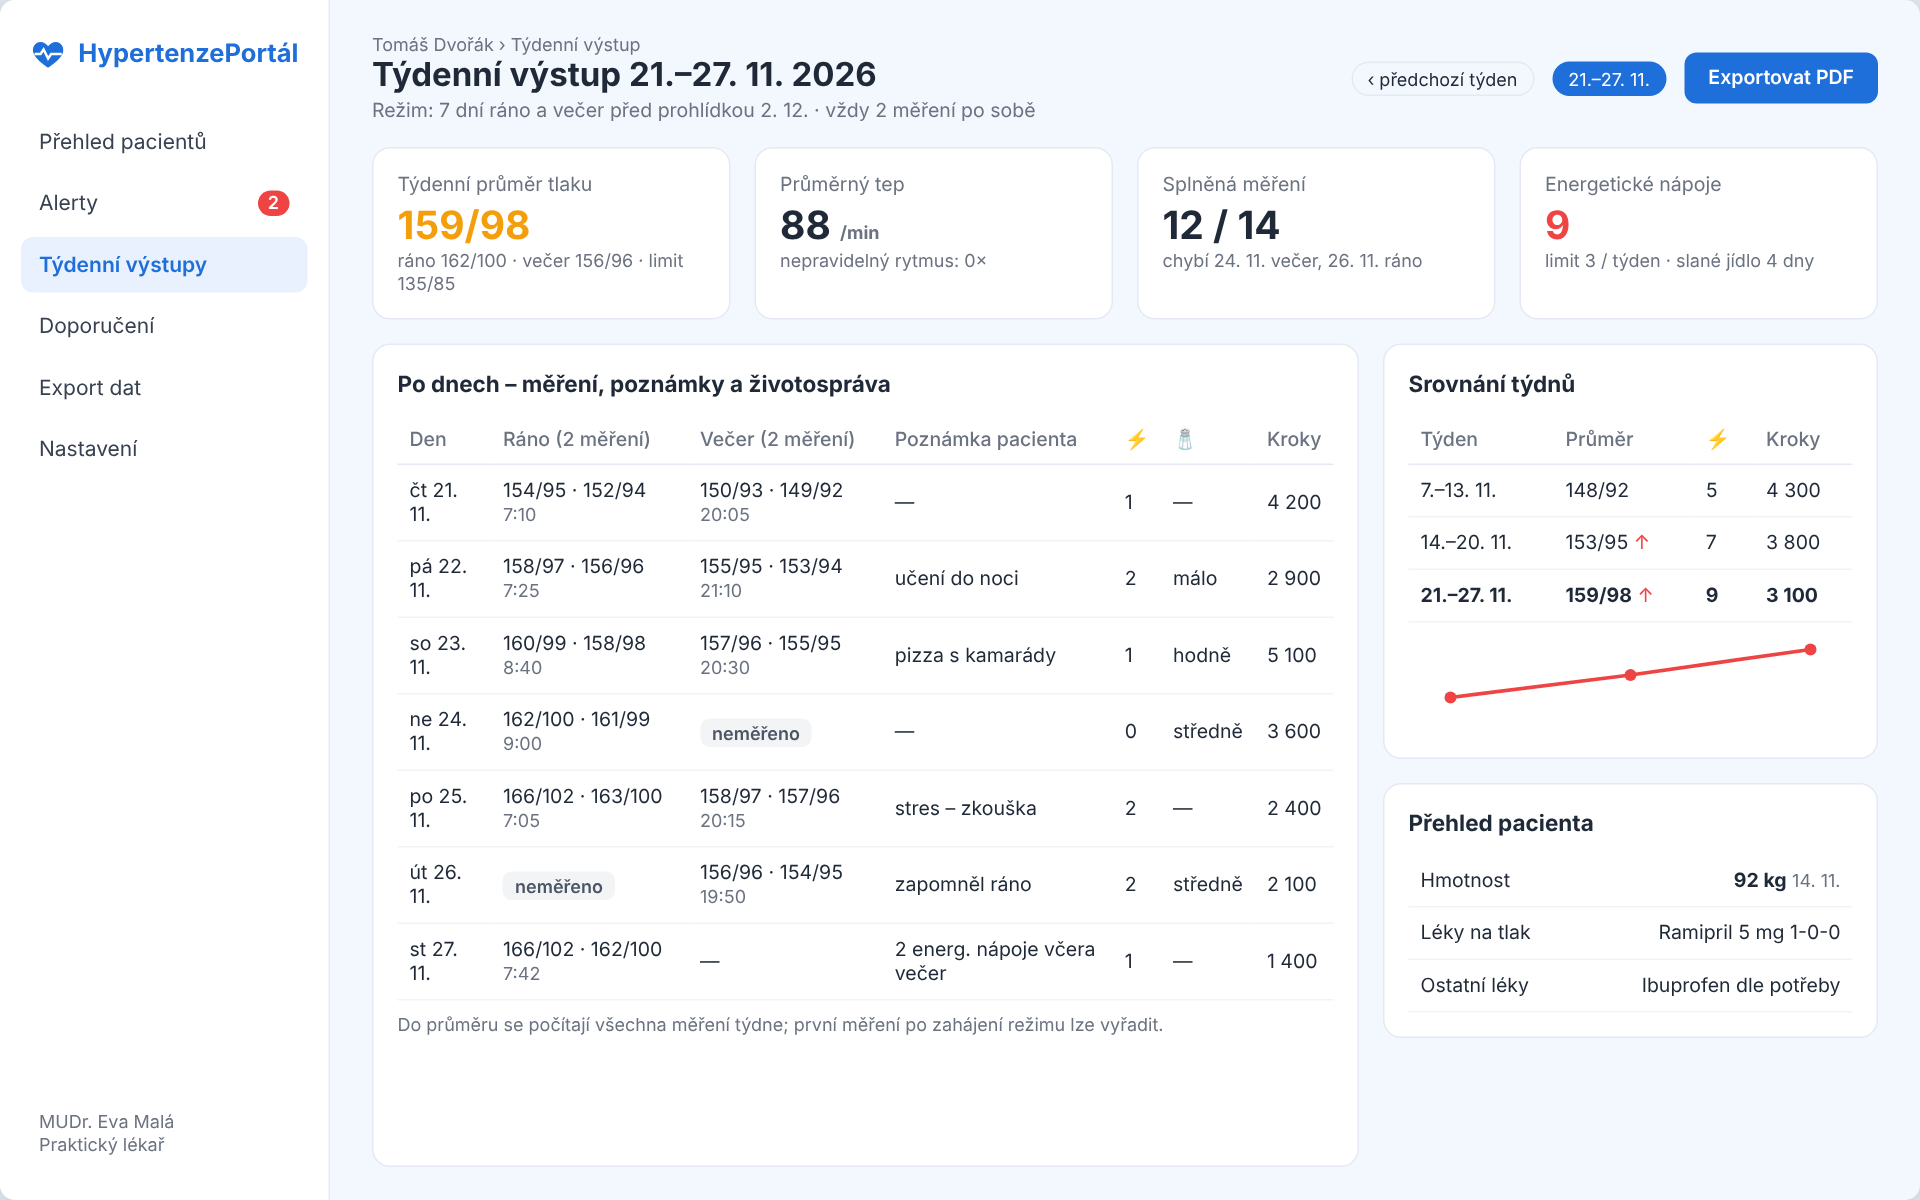 HypertenzePortál
Přehled pacientů
Alerty
2
Týdenní výstupy
Doporučení
Export dat
Nastavení
MUDr. Eva Malá
Praktický lékař
Tomáš Dvořák › Týdenní výstup
Týdenní výstup 21.–27. 11. 2026
Režim: 7 dní ráno a večer před prohlídkou 2. 12. · vždy 2 měření po sobě
‹ předchozí týden
21.–27. 11.
Exportovat PDF
Týdenní průměr tlaku
159/98
ráno 162/100 · večer 156/96 · limit
135/85
Průměrný tep
88 /min
nepravidelný rytmus: 0×
Splněná měření
12 / 14
chybí 24. 11. večer, 26. 11. ráno
Energetické nápoje
9
limit 3 / týden · slané jídlo 4 dny
Po dnech – měření, poznámky a životospráva
Den Ráno (2 měření) Večer (2 měření) Poznámka pacienta ⚡ 🧂 Kroky
čt 21. 11. 154/95 · 152/94 7:10 150/93 · 149/92 20:05 — 1 — 4 200
pá 22. 11. 158/97 · 156/96 7:25 155/95 · 153/94 21:10 učení do noci 2 málo 2 900
so 23. 11. 160/99 · 158/98 8:40 157/96 · 155/95 20:30 pizza s kamarády 1 hodně 5 100
ne 24. 11. 162/100 · 161/99 9:00 neměřeno — 0 středně 3 600
po 25. 11. 166/102 · 163/100 7:05 158/97 · 157/96 20:15 stres – zkouška 2 — 2 400
út 26. 11. neměřeno 156/96 · 154/95 19:50 zapomněl ráno 2 středně 2 100
st 27. 11. 166/102 · 162/100 7:42 — 2 energ. nápoje včera večer 1 — 1 400
Do průměru se počítají všechna měření týdne; první měření po zahájení režimu lze vyřadit.
Srovnání týdnů
Týden Průměr ⚡ Kroky
7.–13. 11. 148/92 5 4 300
14.–20. 11. 153/95 ↑ 7 3 800
21.–27. 11. 159/98 ↑ 9 3 100
Přehled pacienta
Hmotnost 92 kg 14. 11.
Léky na tlak Ramipril 5 mg 1-0-0
Ostatní léky Ibuprofen dle potřeby